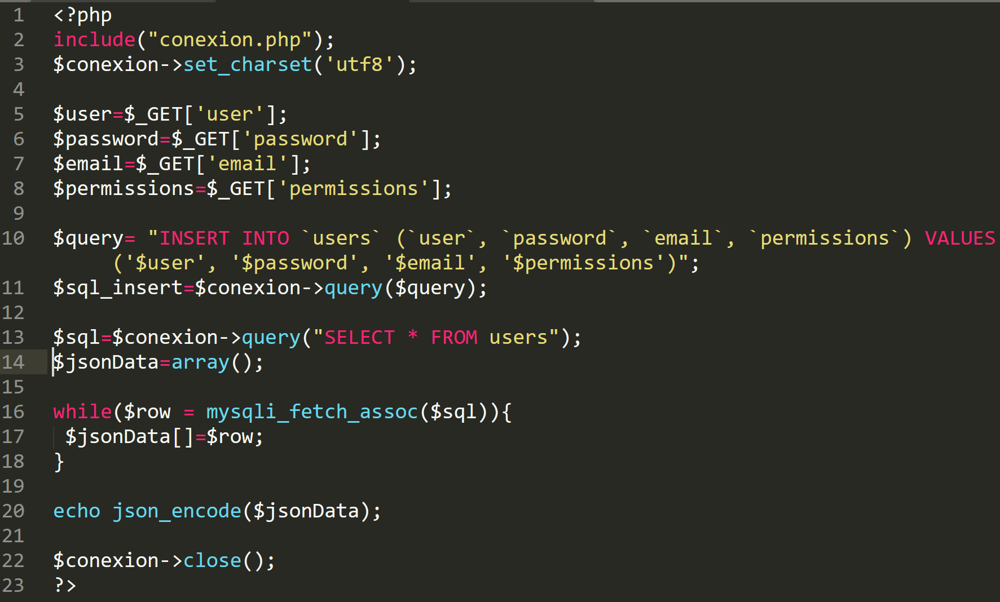 1 <?php
2 include("conexion.php");
3 $conexion->set_charset('utf8');
4
5 $user=$_GET['user'];
6 $password=$_GET['password'];
7 $email=$_GET['email'];
8 $permissions=$_GET['permissions'];
9
10 $query= "INSERT INTO `users` (`user`, `password`, `email`, `permissions`) VALUES
('$user', '$password', '$email', '$permissions')";
11 $sql_insert=$conexion->query($query);
12
13 $sql=$conexion->query("SELECT * FROM users");
14 $jsonData=array();
15
16 while($row = mysqli_fetch_assoc($sql)){
17 $jsonData[]=$row;
18 }
19
20 echo json_encode($jsonData);
21
22 $conexion->close();
23 ?>